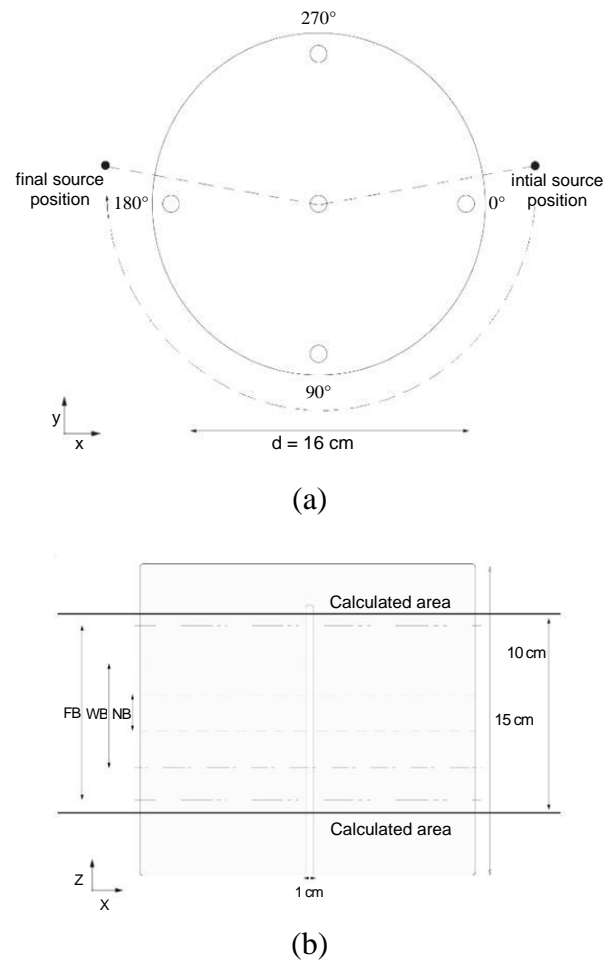 270°
final source
position
180°
0°
intial source
position
90°
y
x
d = 16 cm
(a)
Calculated area
FB
WB
NB
10 cm
15 cm
Calculated area
Z
X
1 cm
(b)